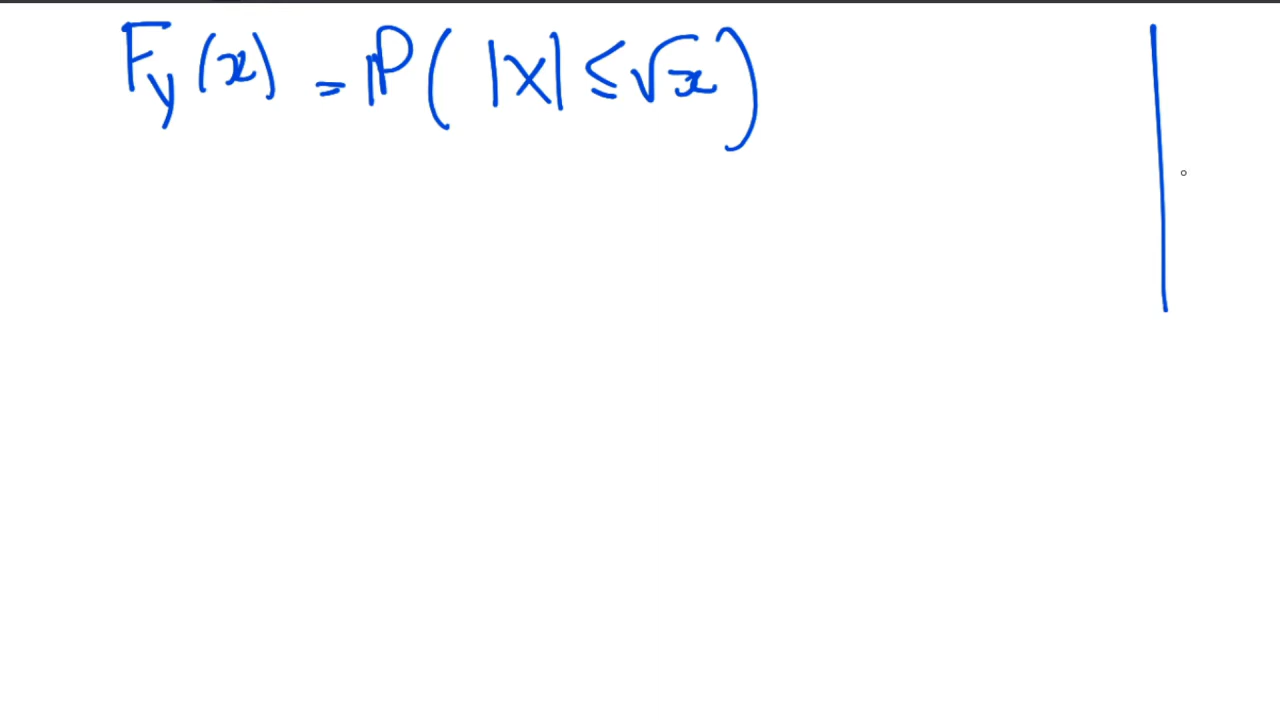 F_Y(x) = ℙ( |X| ≤ √x )